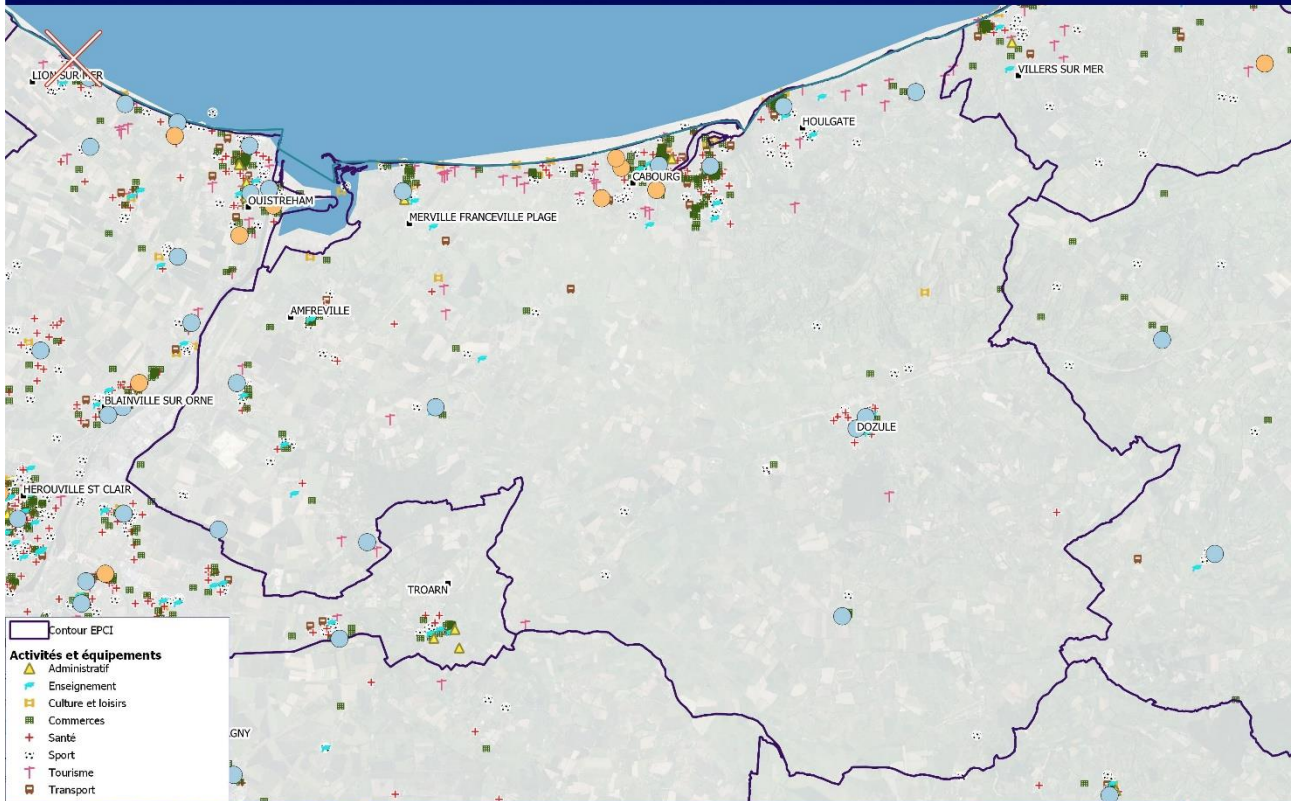 LION SUR MER
VILLERS SUR MER
HOULGATE
CABOURG
OUISTREHAM
MERVILLE FRANCEVILLE PLAGE
AMFREVILLE
BLAINVILLE SUR ORNE
DOZULE
HEROUVILLE ST CLAIR
TROARN
AGNY
Contour EPCI
Activités et équipements
Administratif
Enseignement
Culture et loisirs
Commerces
Santé
Sport
Tourisme
Transport